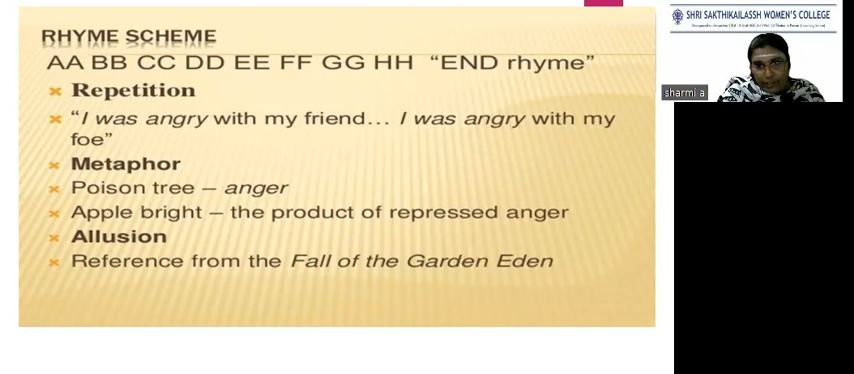 RHYME SCHEME
AA BB CC DD EE FF GG HH “END rhyme”
Repetition
“I was angry with my friend… I was angry with my
foe”
Metaphor
Poison tree – anger
Apple bright – the product of repressed anger
Allusion
Reference from the Fall of the Garden Eden
SHRI SAKTHIKAILASSH WOMEN'S COLLEGE
sharmi a